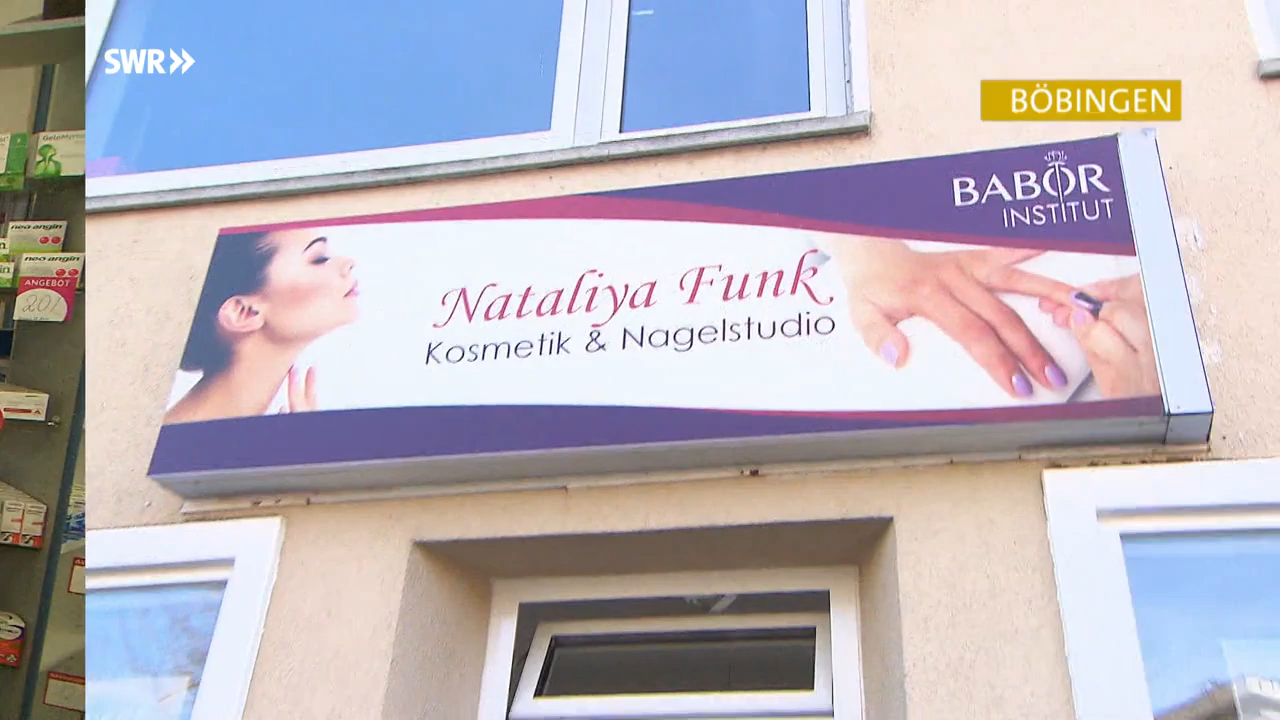 SWR
BÖBINGEN
BABOR
INSTITUT
Nataliya Funk
Kosmetik & Nagelstudio
neo-angin
neo-angin
ANGEBOT